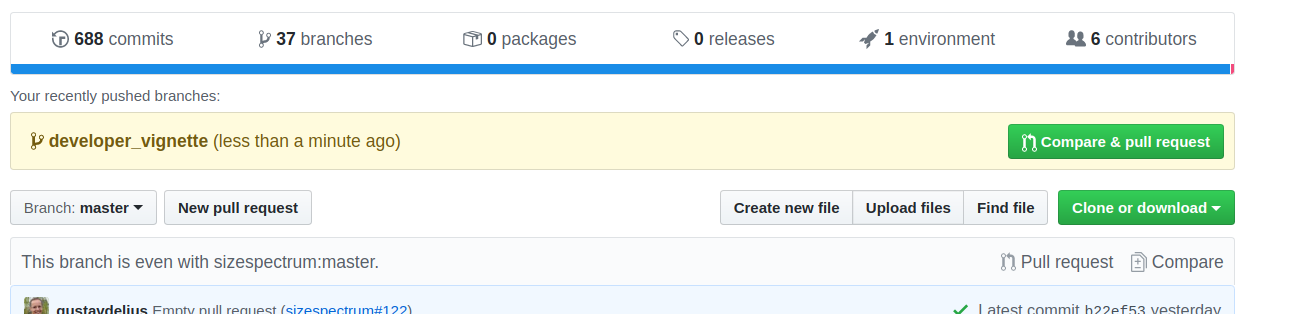 688 commits 37 branches 0 packages 0 releases 1 environment 6 contributors
Your recently pushed branches:
developer_vignette (less than a minute ago) Compare & pull request
Branch: master New pull request Create new file Upload files Find file Clone or download
This branch is even with sizespectrum:master. Pull request Compare
gustavdelius Empty pull request (sizespectrum#122) Latest commit b22ef53 yesterday